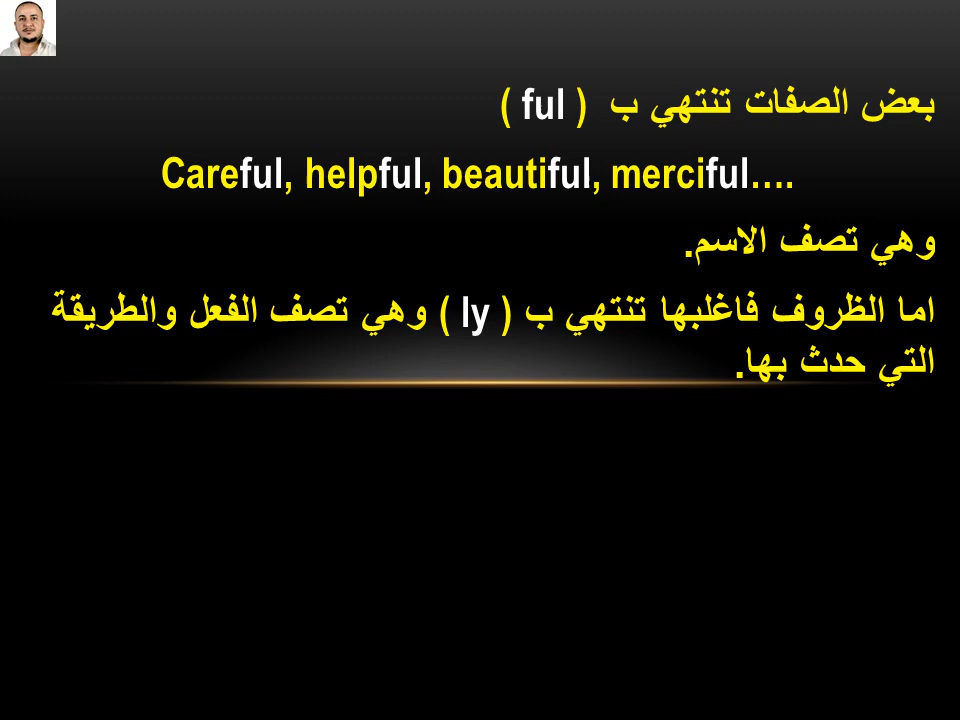 بعض الصفات تنتهي ب ( ful )
Careful, helpful, beautiful, merciful….
وهي تصف الاسم.
اما الظروف فاغلبها تنتهي ب ( ly ) وهي تصف الفعل والطريقة
التي حدث بها.